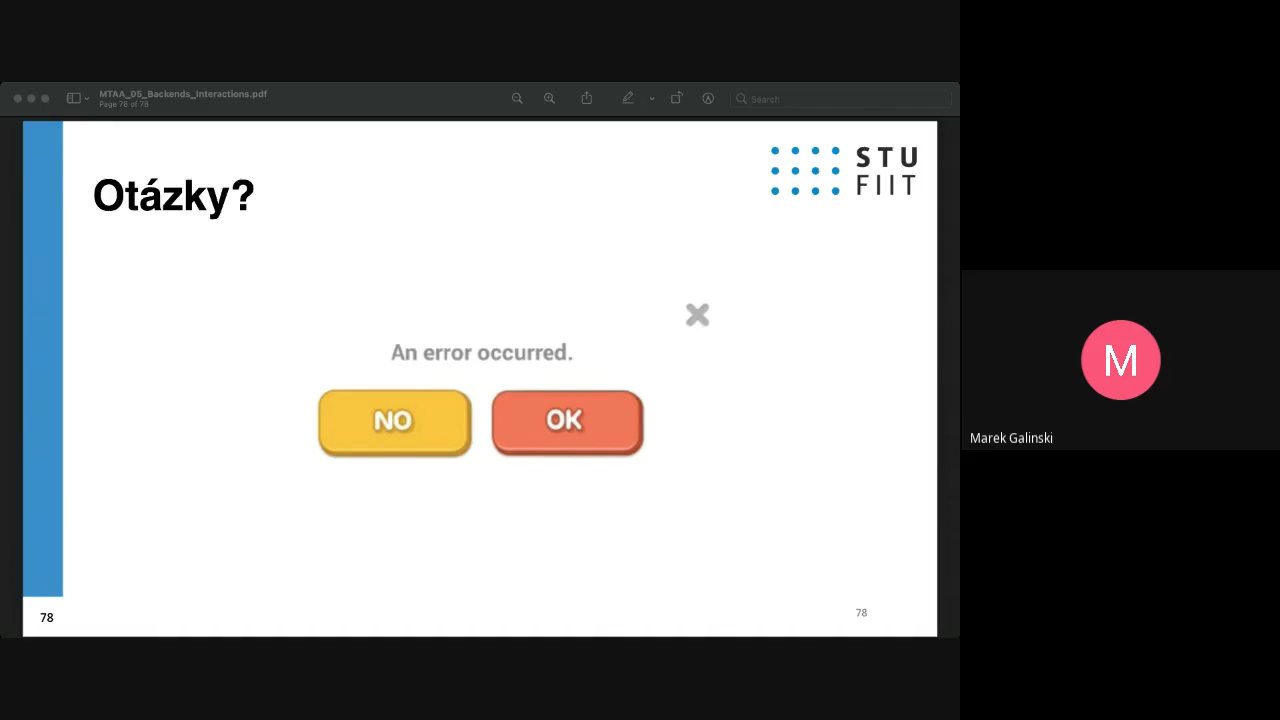 MTAA_05_Backends_Interactions.pdf
Page 78 of 78
Search
STU
FIIT
Otázky?
An error occurred.
NO
OK
M
Marek Galinski
78
78